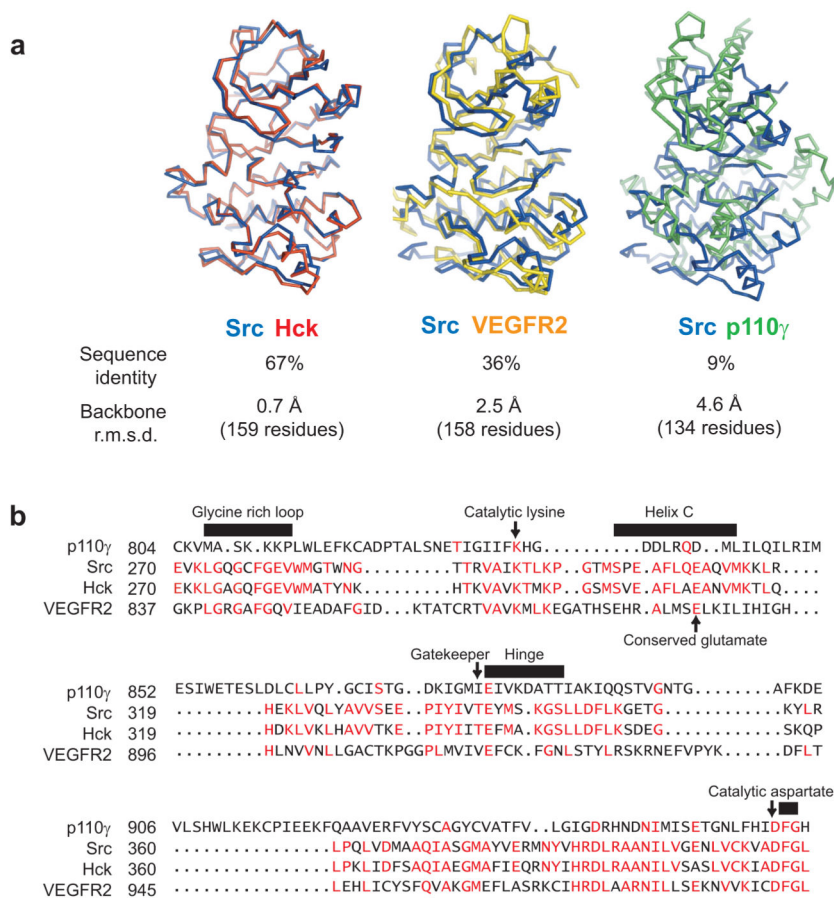 a
Src Hck
Src VEGFR2
Src p110γ
Sequence identity 67% 36% 9%
Backbone r.m.s.d. 0.7 Å (159 residues) 2.5 Å (158 residues) 4.6 Å (134 residues)
b
Glycine rich loop Catalytic lysine Helix C
p110γ 804 CKVMA.SK.KKPLWLEFKCADPTALSNETIGIIFKHG..........DDLRQD..MLILQILRIM
Src 270 EVKLGQGCFGEVWMGTWNG.........TTRVAIKTLKP..GTMSPE.AFLQEAQVMKKLR....
Hck 270 EKKLGAGQFGEVWMATYNK.........HTKVAVKTMKP..GSMSVE.AFLAEANVMKTLQ....
VEGFR2 837 GKPLGRGAFGQVIEADAFGID..KTATCRTVAVKMLKEGATHSEHR.ALMSELKILIHIGH....
Conserved glutamate
Gatekeeper Hinge
p110γ 852 ESIWETESLDLCLLPY.GCISTG..DKIGMIEIVKDATTIAKIQQSTVGNTG........AFKDE
Src 319 ..........HEKLVQLYAVVSEE..PIYIVTEYMS.KGSLLDFLKGETG..........KYLR
Hck 319 ..........HDKLVKLHAVVTKE..PIYIITEFMA.KGSLLDFLKSDEG..........SKQP
VEGFR2 896 ..........HLNVVNLLGACTKPGGPLMVIVEFCK.FGNLSTYLRSKRNEFVPYK......DFLT
Catalytic aspartate
p110γ 906 VLSHWLKEKCPIEEKFQAAVERFVYSCAGYCVATFV..LGIGDRHNDNIMISETGNLFHIDFGH
Src 360 .................LPQLVDMAAQIASGMAYVERMNYVHRDLRAANILVGENLVCKVADFGL
Hck 360 .................LPKLIDFSAQIAEGMAFIEQRNYIHRDLRAANILVSASLVCKIADFGL
VEGFR2 945 .................LEHLICYSFQVAKGMEFLASRKCIHRDLAARNILLSEKNVVKICDFGL